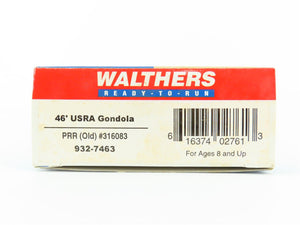 WALTHERS
READY-TO-RUN
46' USRA Gondola
PRR (Old) #316083
932-7463
6 16374 02761 3
For Ages 8 and Up